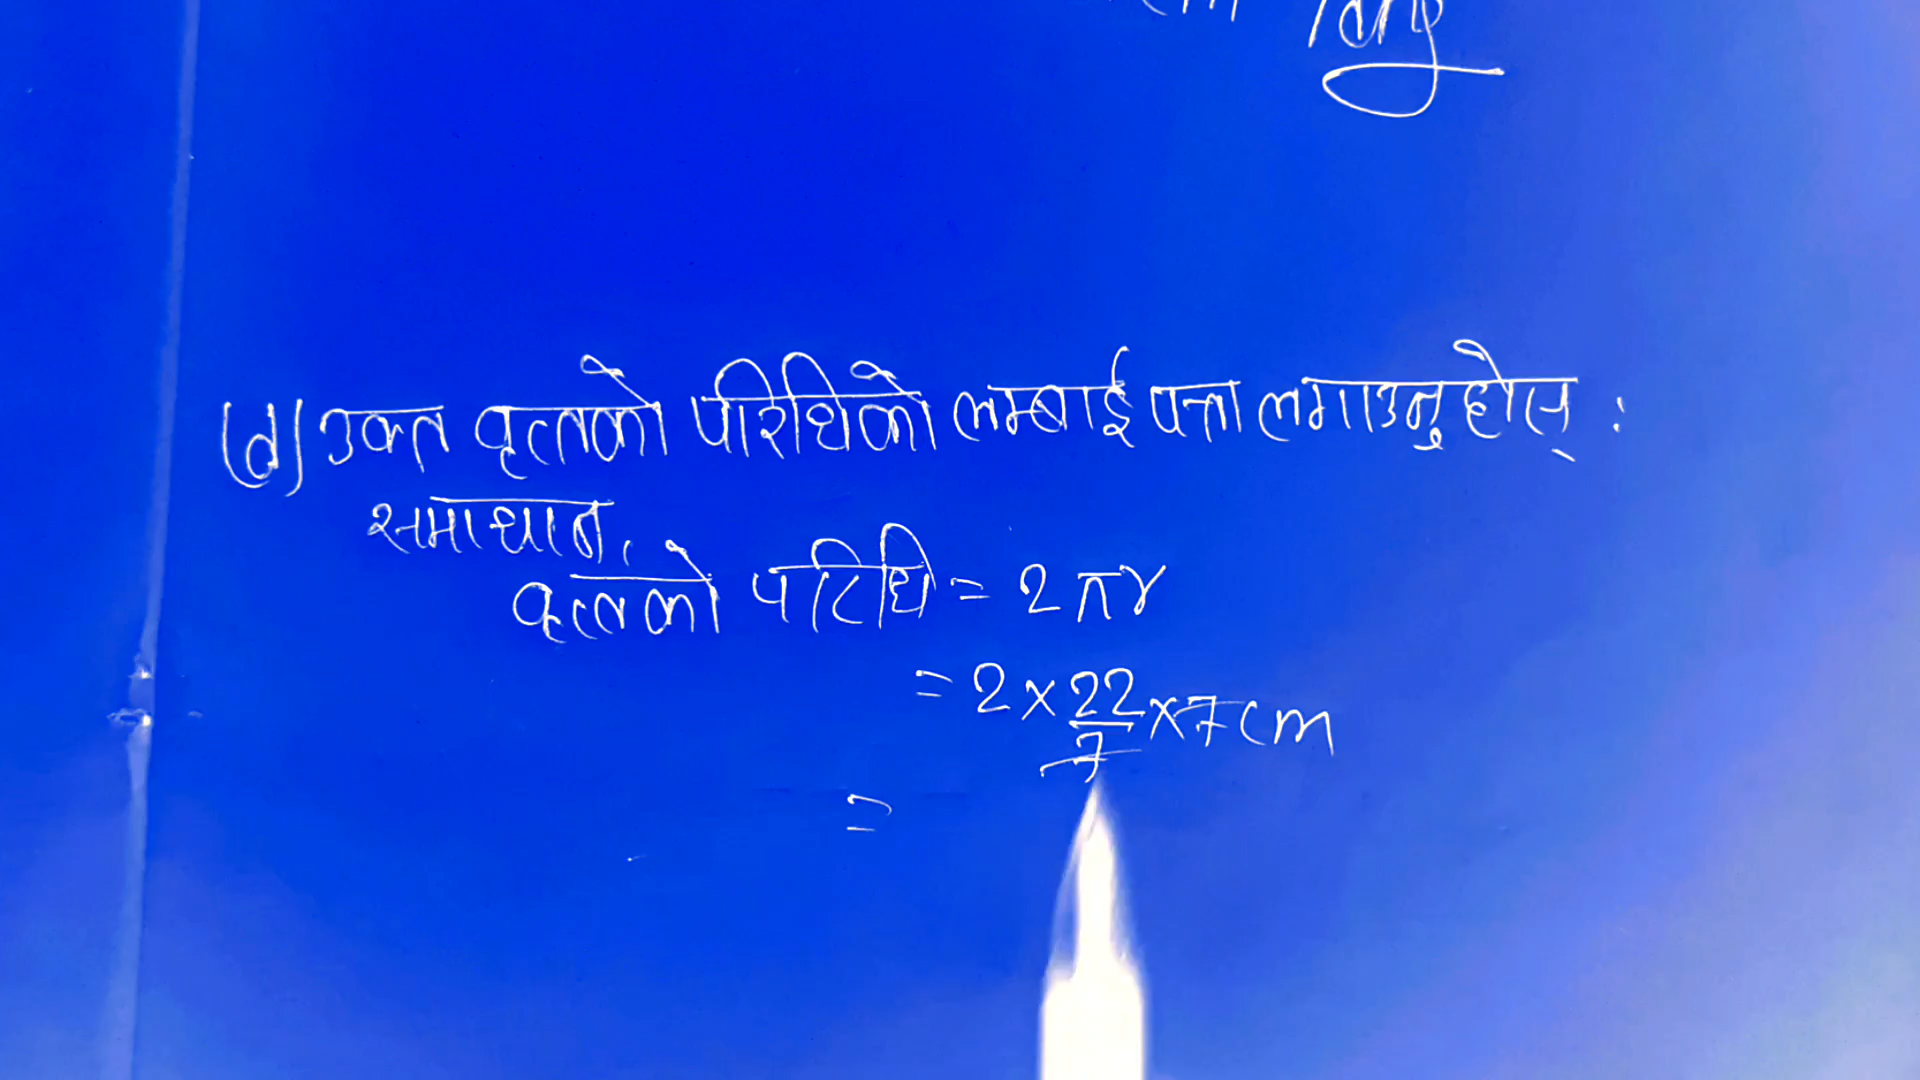 (d) उक्त वृत्तको परिधिको लम्बाई पत्ता लगाउनुहोस् :
समाधान,
वृत्तको परिधि = 2πr
= 2 × 22/7 × 7cm
=